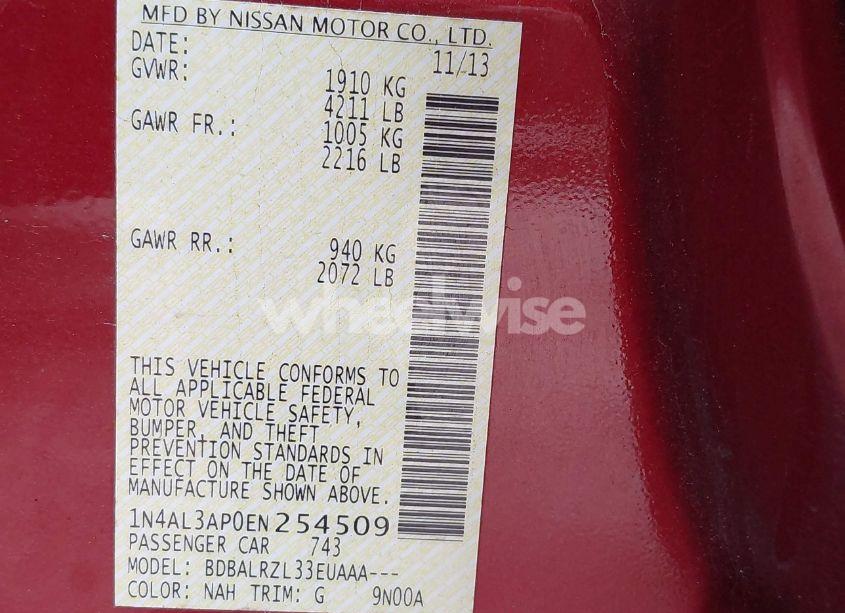 MFD BY NISSAN MOTOR CO., LTD.
DATE: 11/13
GVWR: 1910 KG
4211 LB
GAWR FR.: 1005 KG
2216 LB
GAWR RR.: 940 KG
2072 LB
wheelwise
THIS VEHICLE CONFORMS TO
ALL APPLICABLE FEDERAL
MOTOR VEHICLE SAFETY,
BUMPER, AND THEFT
PREVENTION STANDARDS IN
EFFECT ON THE DATE OF
MANUFACTURE SHOWN ABOVE.
1N4AL3AP0EN254509
PASSENGER CAR 743
MODEL: BDBALRZL33EUAAA---
COLOR: NAH TRIM: G 9N00A